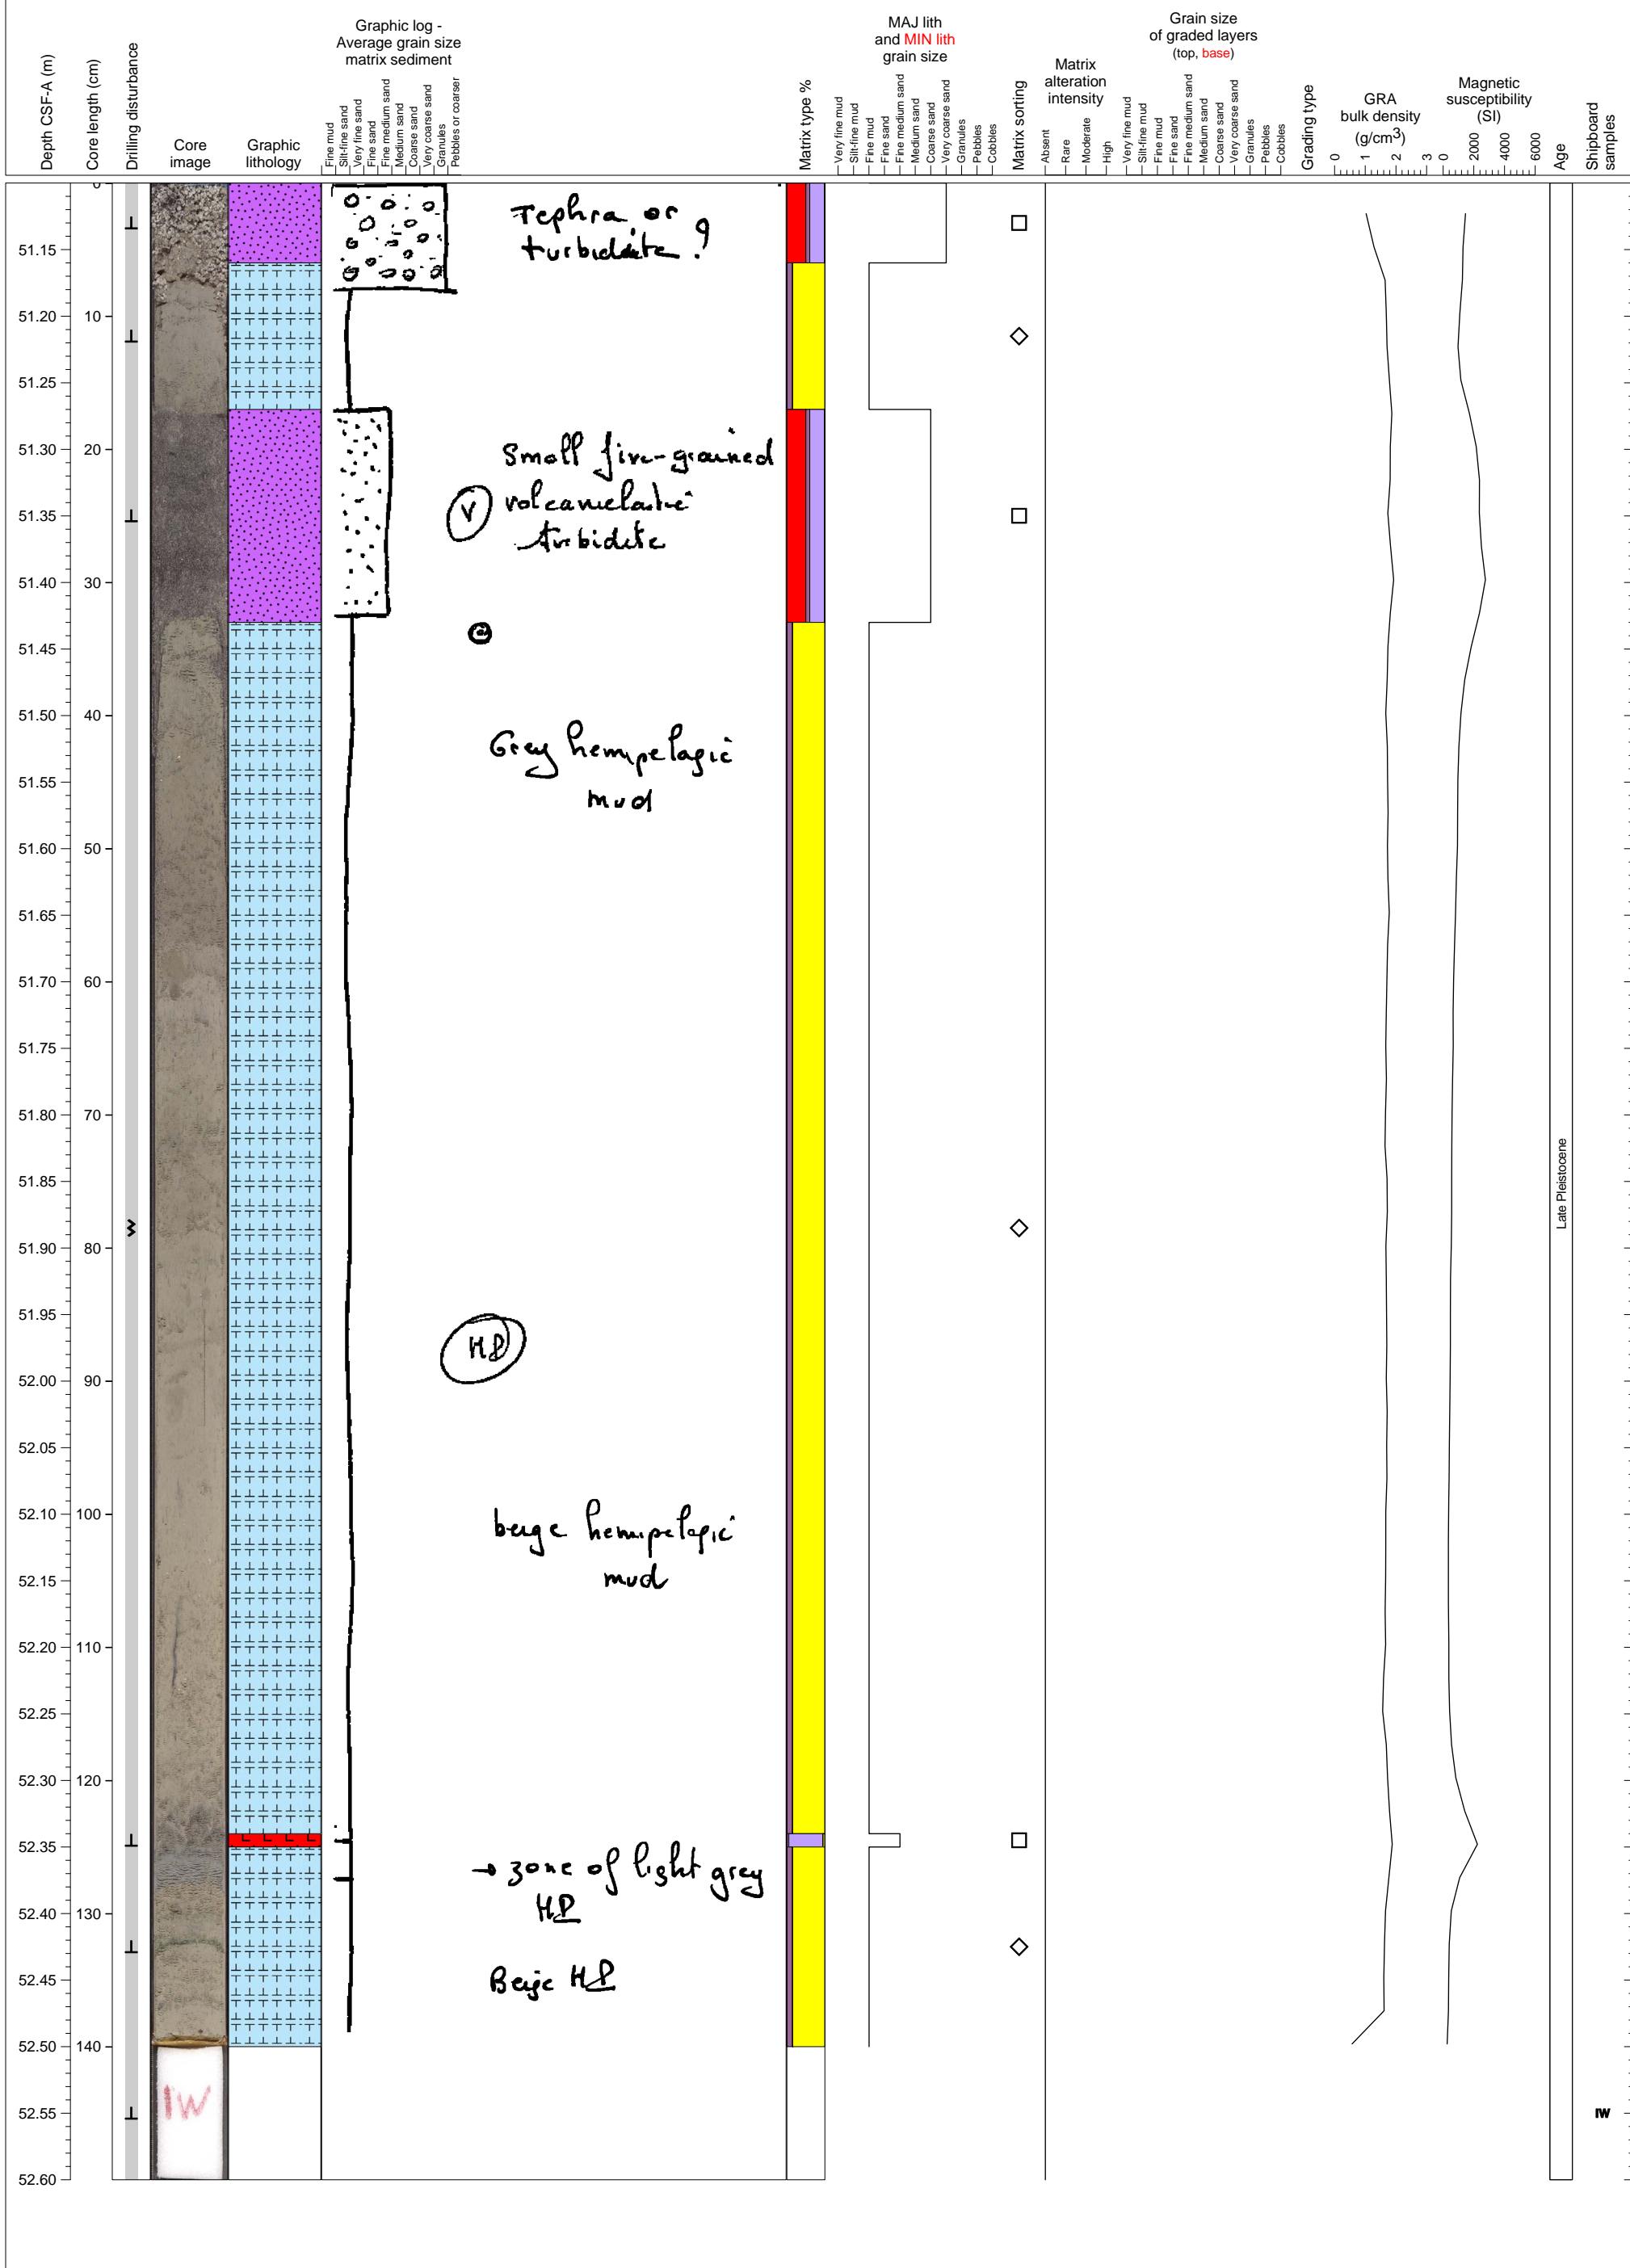 Depth CSF-A (m)
Core length (cm)
Drilling disturbance
Core
image
Graphic
lithology
Graphic log -
Average grain size
matrix sediment
Fine mud
Silt-fine sand
Very fine sand
Fine sand
Fine medium sand
Medium sand
Coarse sand
Very coarse sand
Granules
Pebbles or coarser
Matrix type %
MAJ lith
and MIN lith
grain size
Very fine mud
Silt-fine mud
Fine mud
Fine sand
Fine medium sand
Medium sand
Coarse sand
Very coarse sand
Granules
Pebbles
Cobbles
Matrix sorting
Matrix
alteration
intensity
Absent
Rare
Moderate
High
Grain size
of graded layers
(top, base)
Very fine mud
Silt-fine mud
Fine mud
Fine sand
Fine medium sand
Medium sand
Coarse sand
Very coarse sand
Granules
Pebbles
Cobbles
Grading type
GRA
bulk density
(g/cm3)
0 1 2 3
Magnetic
susceptibility
(SI)
0 2000 4000 6000
Age
Shipboard
samples
0
51.15
51.20 10
51.25
51.30 20
51.35
51.40 30
51.45
51.50 40
51.55
51.60 50
51.65
51.70 60
51.75
51.80 70
51.85
51.90 80
51.95
52.00 90
52.05
52.10 100
52.15
52.20 110
52.25
52.30 120
52.35
52.40 130
52.45
52.50 140
52.55
52.60
Tephra or
turbidite ?
Small fine-grained
V volcaniclastic
turbidite
Grey hemipelagic
mud
HP
beige hemipelagic
mud
→ zone of light grey
HP
Beige HP
IW
Late Pleistocene
IW